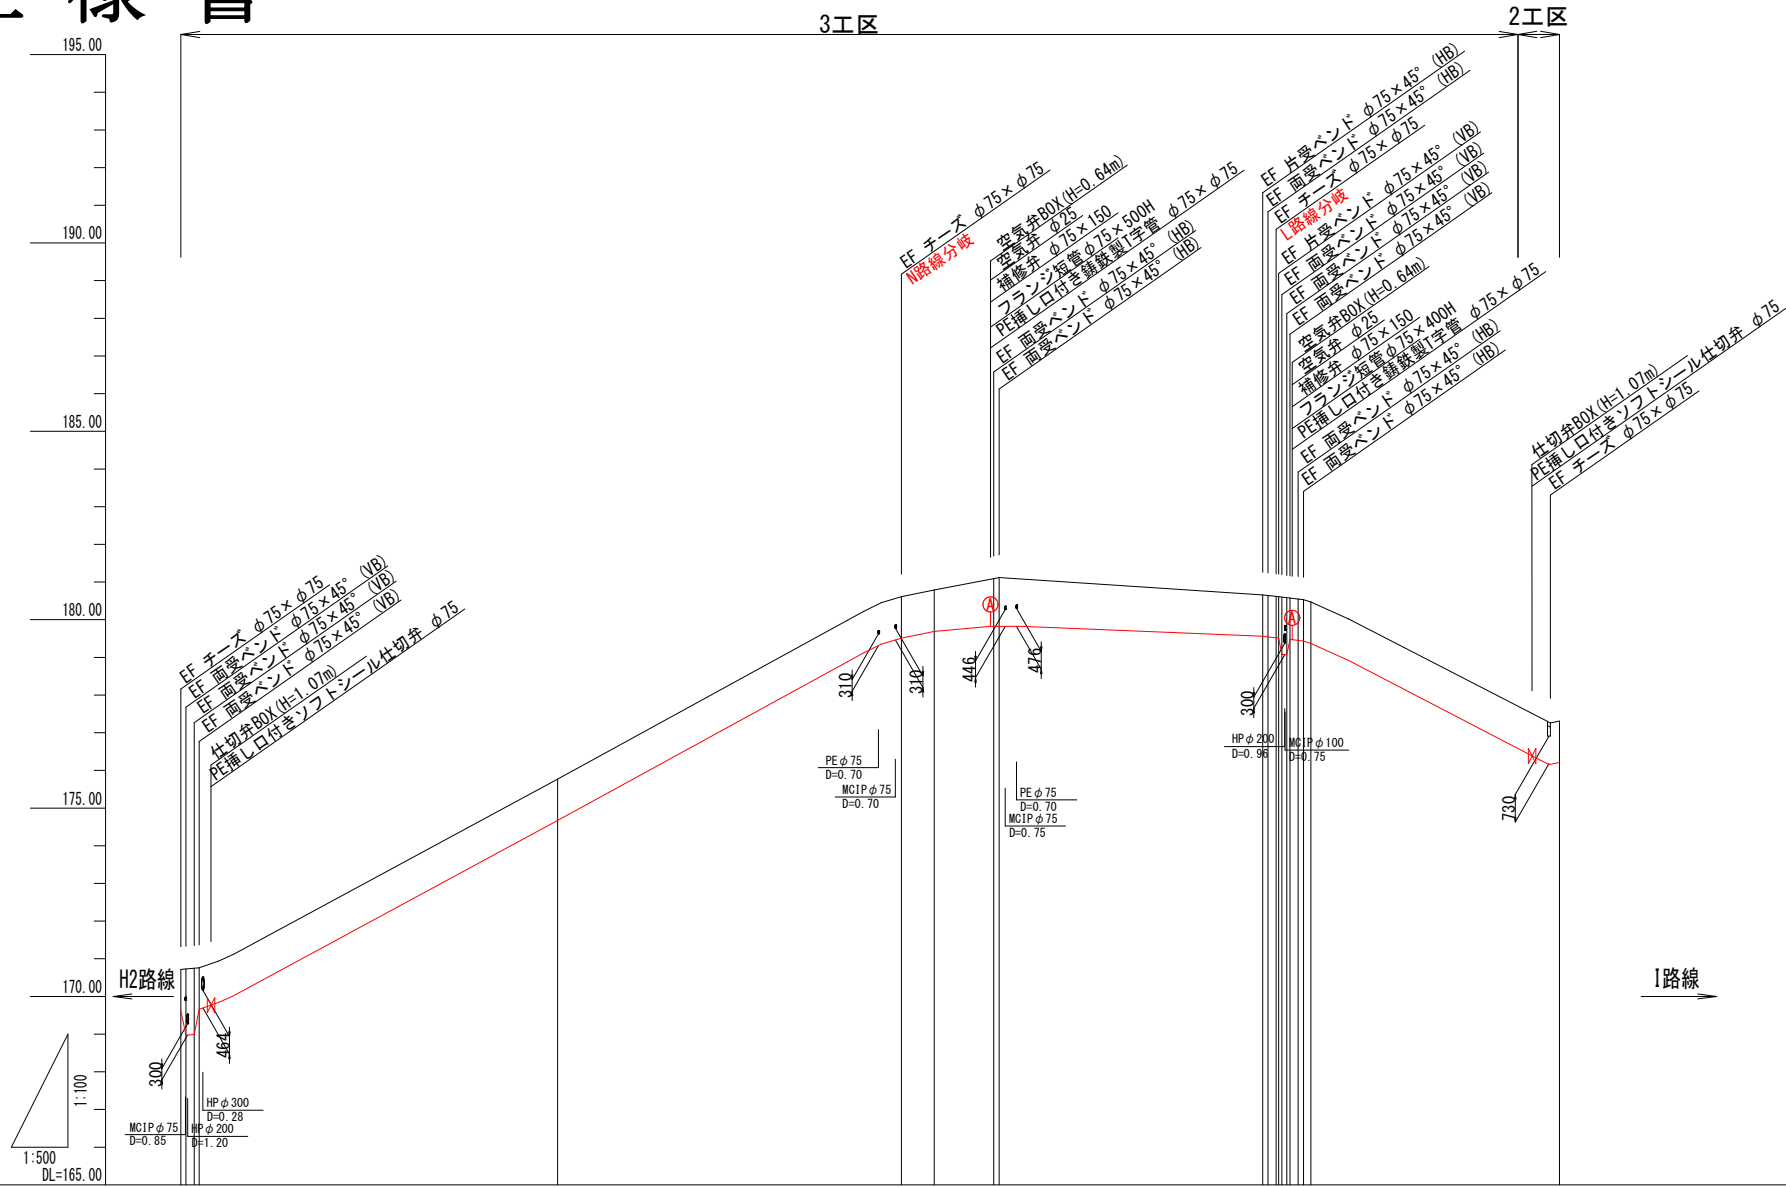 仕様書
3工区
2工区
195.00
190.00
185.00
180.00
175.00
170.00
DL=165.00
1:100
1:500
H2路線
I路線
EF チーズ φ75×φ75
EF 両受ベンド φ75×45° (VB)
EF 両受ベンド φ75×45° (VB)
EF 両受ベンド φ75×45° (VB)
仕切弁BOX(H=1.07m)
PE挿し口付きソフトシール仕切弁 φ75
EF チーズ φ75×φ75
N路線分岐
空気弁BOX(H=0.64m)
空気弁 φ25
補修弁 φ75×150
フランジ短管φ75×500H
PE挿し口付き鋳鉄製T字管 φ75×φ75
EF 両受ベンド φ75×45° (HB)
EF 両受ベンド φ75×45° (HB)
EF 片受ベンド φ75×45° (HB)
EF 両受ベンド φ75×45° (HB)
EF チーズ φ75×φ75
L路線分岐
EF 片受ベンド φ75×45° (VB)
EF 両受ベンド φ75×45° (VB)
EF 両受ベンド φ75×45° (VB)
EF 両受ベンド φ75×45° (VB)
空気弁BOX(H=0.64m)
空気弁 φ25
補修弁 φ75×150
フランジ短管φ75×400H
PE挿し口付き鋳鉄製T字管 φ75×φ75
EF 両受ベンド φ75×45° (HB)
EF 両受ベンド φ75×45° (HB)
仕切弁BOX(H=1.07m)
PE挿し口付きソフトシール仕切弁 φ75
EF チーズ φ75×φ75
A
A
300
464
310
310
446
476
300
730
HPφ300
D=0.28
MCIPφ75
D=0.85
HPφ200
D=1.20
PEφ75
D=0.70
MCIPφ75
D=0.70
PEφ75
D=0.70
MCIPφ75
D=0.75
HPφ200
D=0.96
MCIPφ100
D=0.75